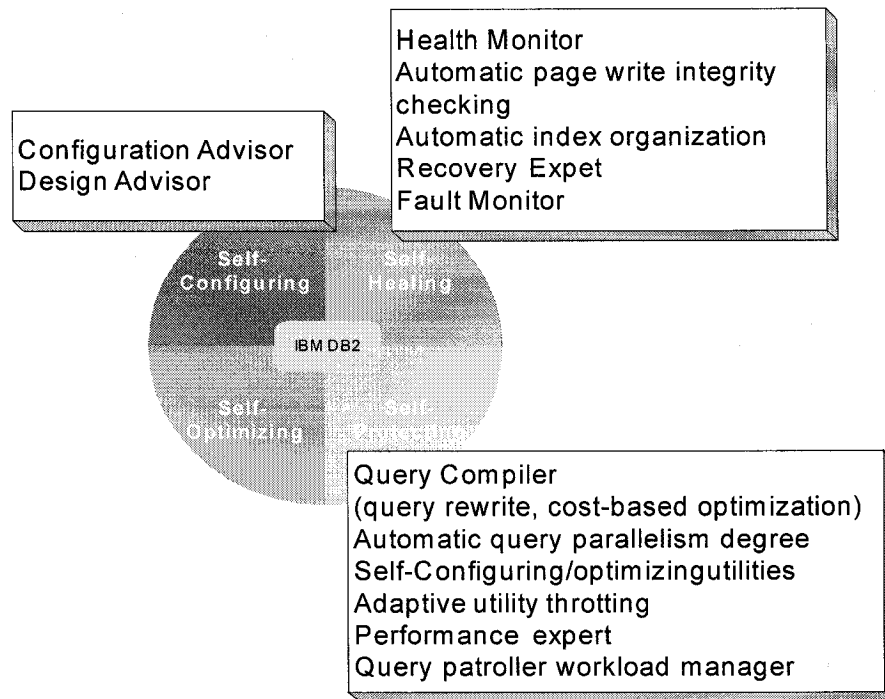 Health Monitor
Automatic page write integrity
checking
Automatic index organization
Recovery Expet
Fault Monitor
Configuration Advisor
Design Advisor
Self-
Configuring
Self-
Healing
IBM DB2
Self-
Optimizing
Self-
Protecting
Query Compiler
(query rewrite, cost-based optimization)
Automatic query parallelism degree
Self-Configuring/optimizingutilities
Adaptive utility throtting
Performance expert
Query patroller workload manager